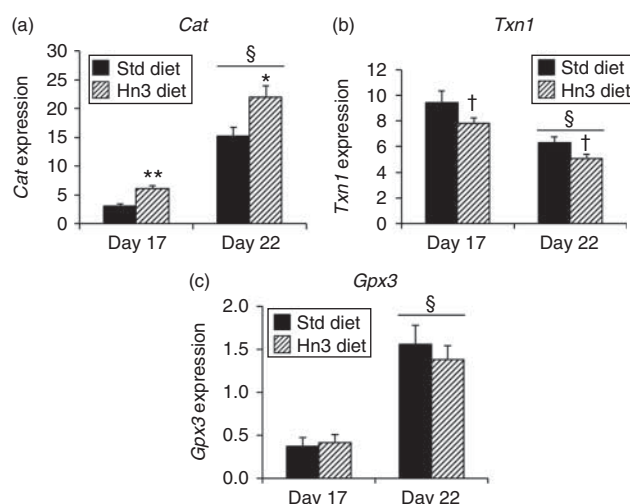 (a)
Cat
Cat expression
30
25
20
15
10
5
0
Std diet
Hn3 diet
**
§
*
Day 17
Day 22
(b)
Txn1
Txn1 expression
12
10
8
6
4
2
0
Std diet
Hn3 diet
†
§
†
Day 17
Day 22
(c)
Gpx3
Gpx3 expression
2.0
1.5
1.0
0.5
0.0
Std diet
Hn3 diet
§
Day 17
Day 22